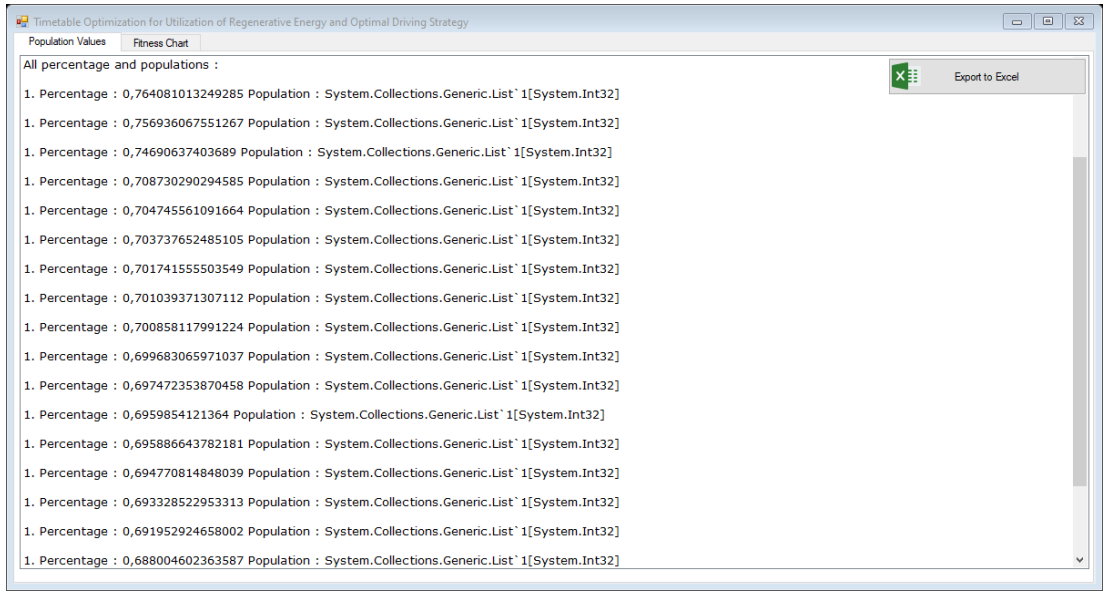 Timetable Optimization for Utilization of Regenerative Energy and Optimal Driving Strategy
Population Values Fitness Chart
All percentage and populations :
Export to Excel
1. Percentage : 0,764081013249285 Population : System.Collections.Generic.List`1[System.Int32]
1. Percentage : 0,756936067551267 Population : System.Collections.Generic.List`1[System.Int32]
1. Percentage : 0,74690637403689 Population : System.Collections.Generic.List`1[System.Int32]
1. Percentage : 0,708730290294585 Population : System.Collections.Generic.List`1[System.Int32]
1. Percentage : 0,704745561091664 Population : System.Collections.Generic.List`1[System.Int32]
1. Percentage : 0,703737652485105 Population : System.Collections.Generic.List`1[System.Int32]
1. Percentage : 0,701741555503549 Population : System.Collections.Generic.List`1[System.Int32]
1. Percentage : 0,701039371307112 Population : System.Collections.Generic.List`1[System.Int32]
1. Percentage : 0,700858117991224 Population : System.Collections.Generic.List`1[System.Int32]
1. Percentage : 0,699683065971037 Population : System.Collections.Generic.List`1[System.Int32]
1. Percentage : 0,697472353870458 Population : System.Collections.Generic.List`1[System.Int32]
1. Percentage : 0,6959854121364 Population : System.Collections.Generic.List`1[System.Int32]
1. Percentage : 0,695886643782181 Population : System.Collections.Generic.List`1[System.Int32]
1. Percentage : 0,694770814848039 Population : System.Collections.Generic.List`1[System.Int32]
1. Percentage : 0,693328522953313 Population : System.Collections.Generic.List`1[System.Int32]
1. Percentage : 0,691952924658002 Population : System.Collections.Generic.List`1[System.Int32]
1. Percentage : 0,688004602363587 Population : System.Collections.Generic.List`1[System.Int32]